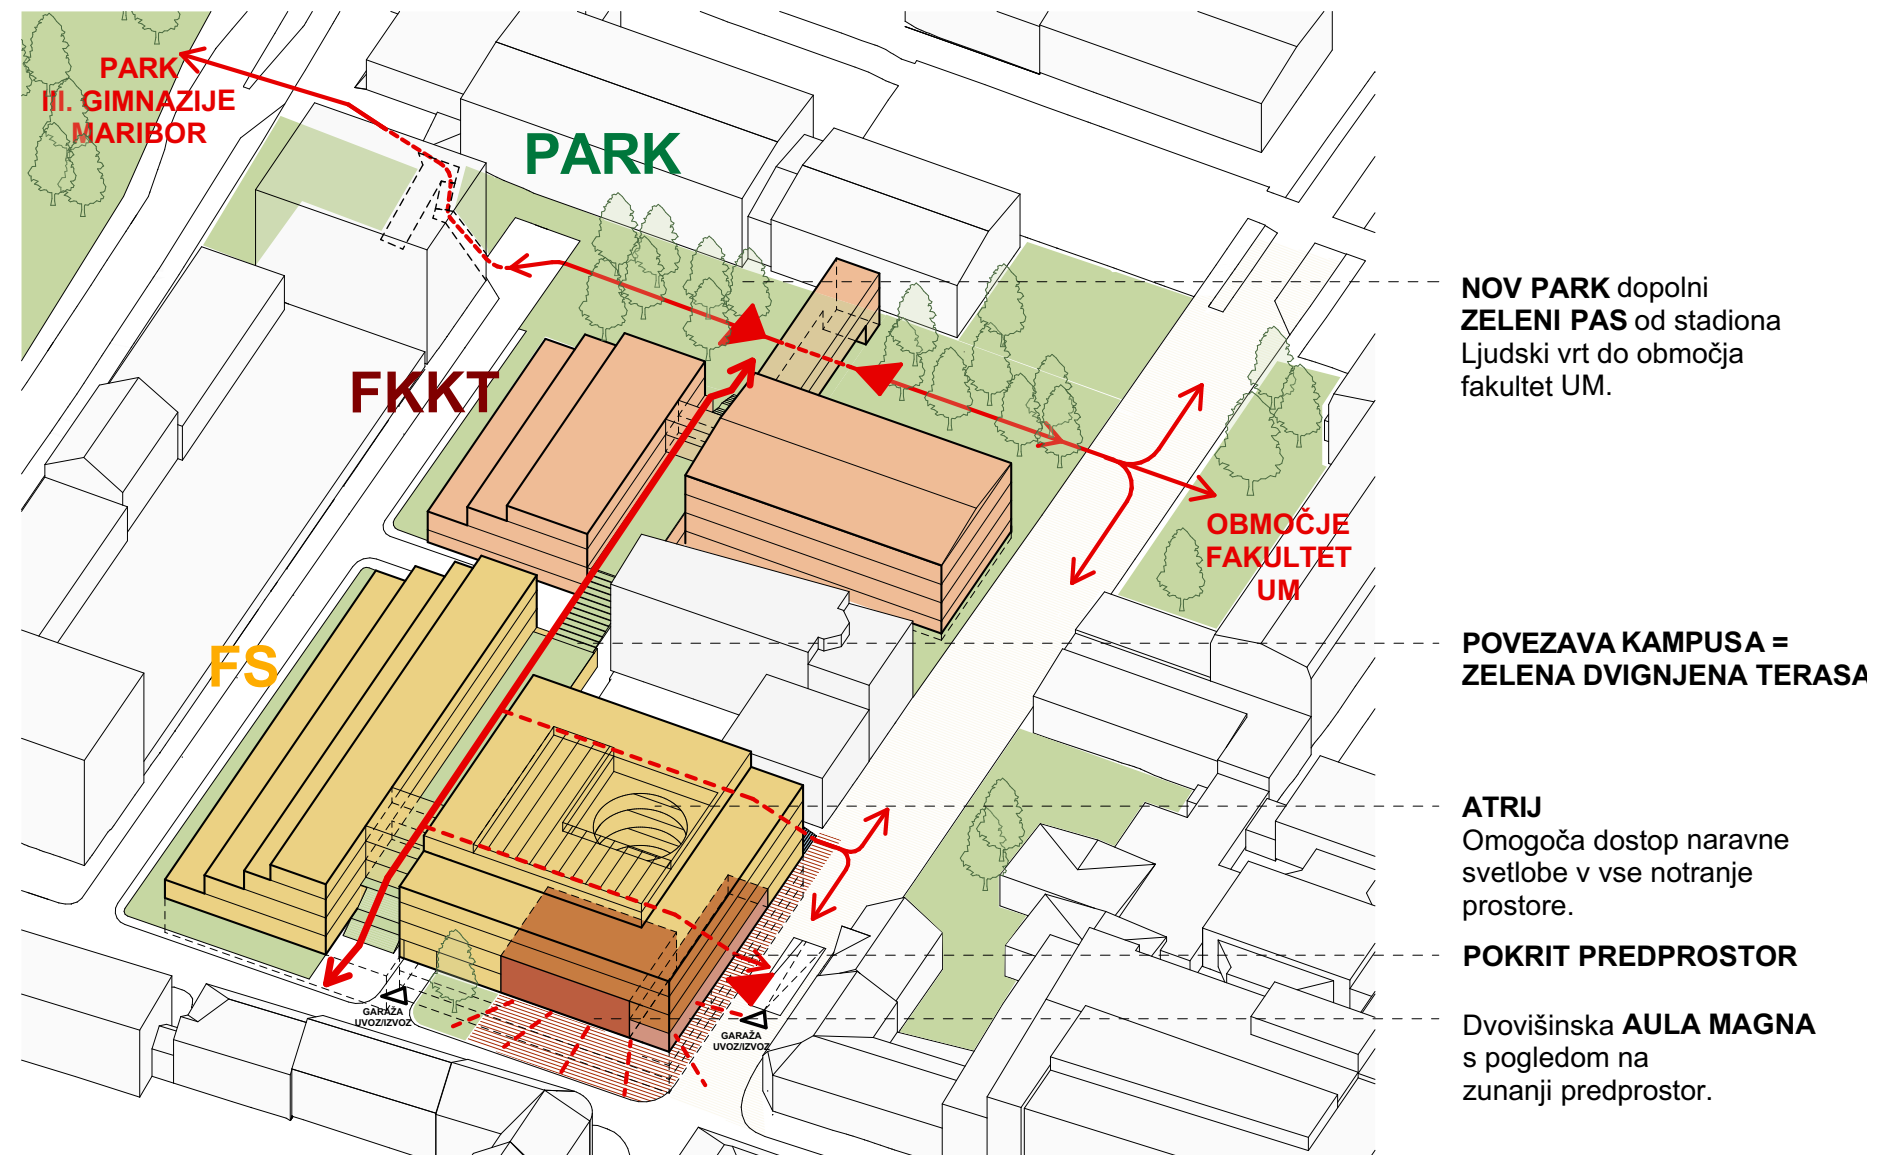 PARK
III. GIMNAZIJE
MARIBOR
PARK
FKKT
FS
OBMOČJE
FAKULTET
UM
GARAŽA
UVOZ/IZVOZ
GARAŽA
UVOZ/IZVOZ
NOV PARK dopolni
ZELENI PAS od stadiona
Ljudski vrt do območja
fakultet UM.
POVEZAVA KAMPUSA =
ZELENA DVIGNJENA TERASA
ATRIJ
Omogoča dostop naravne
svetlobe v vse notranje
prostore.
POKRIT PREDPROSTOR
Dvovišinska AULA MAGNA
s pogledom na
zunanji predprostor.